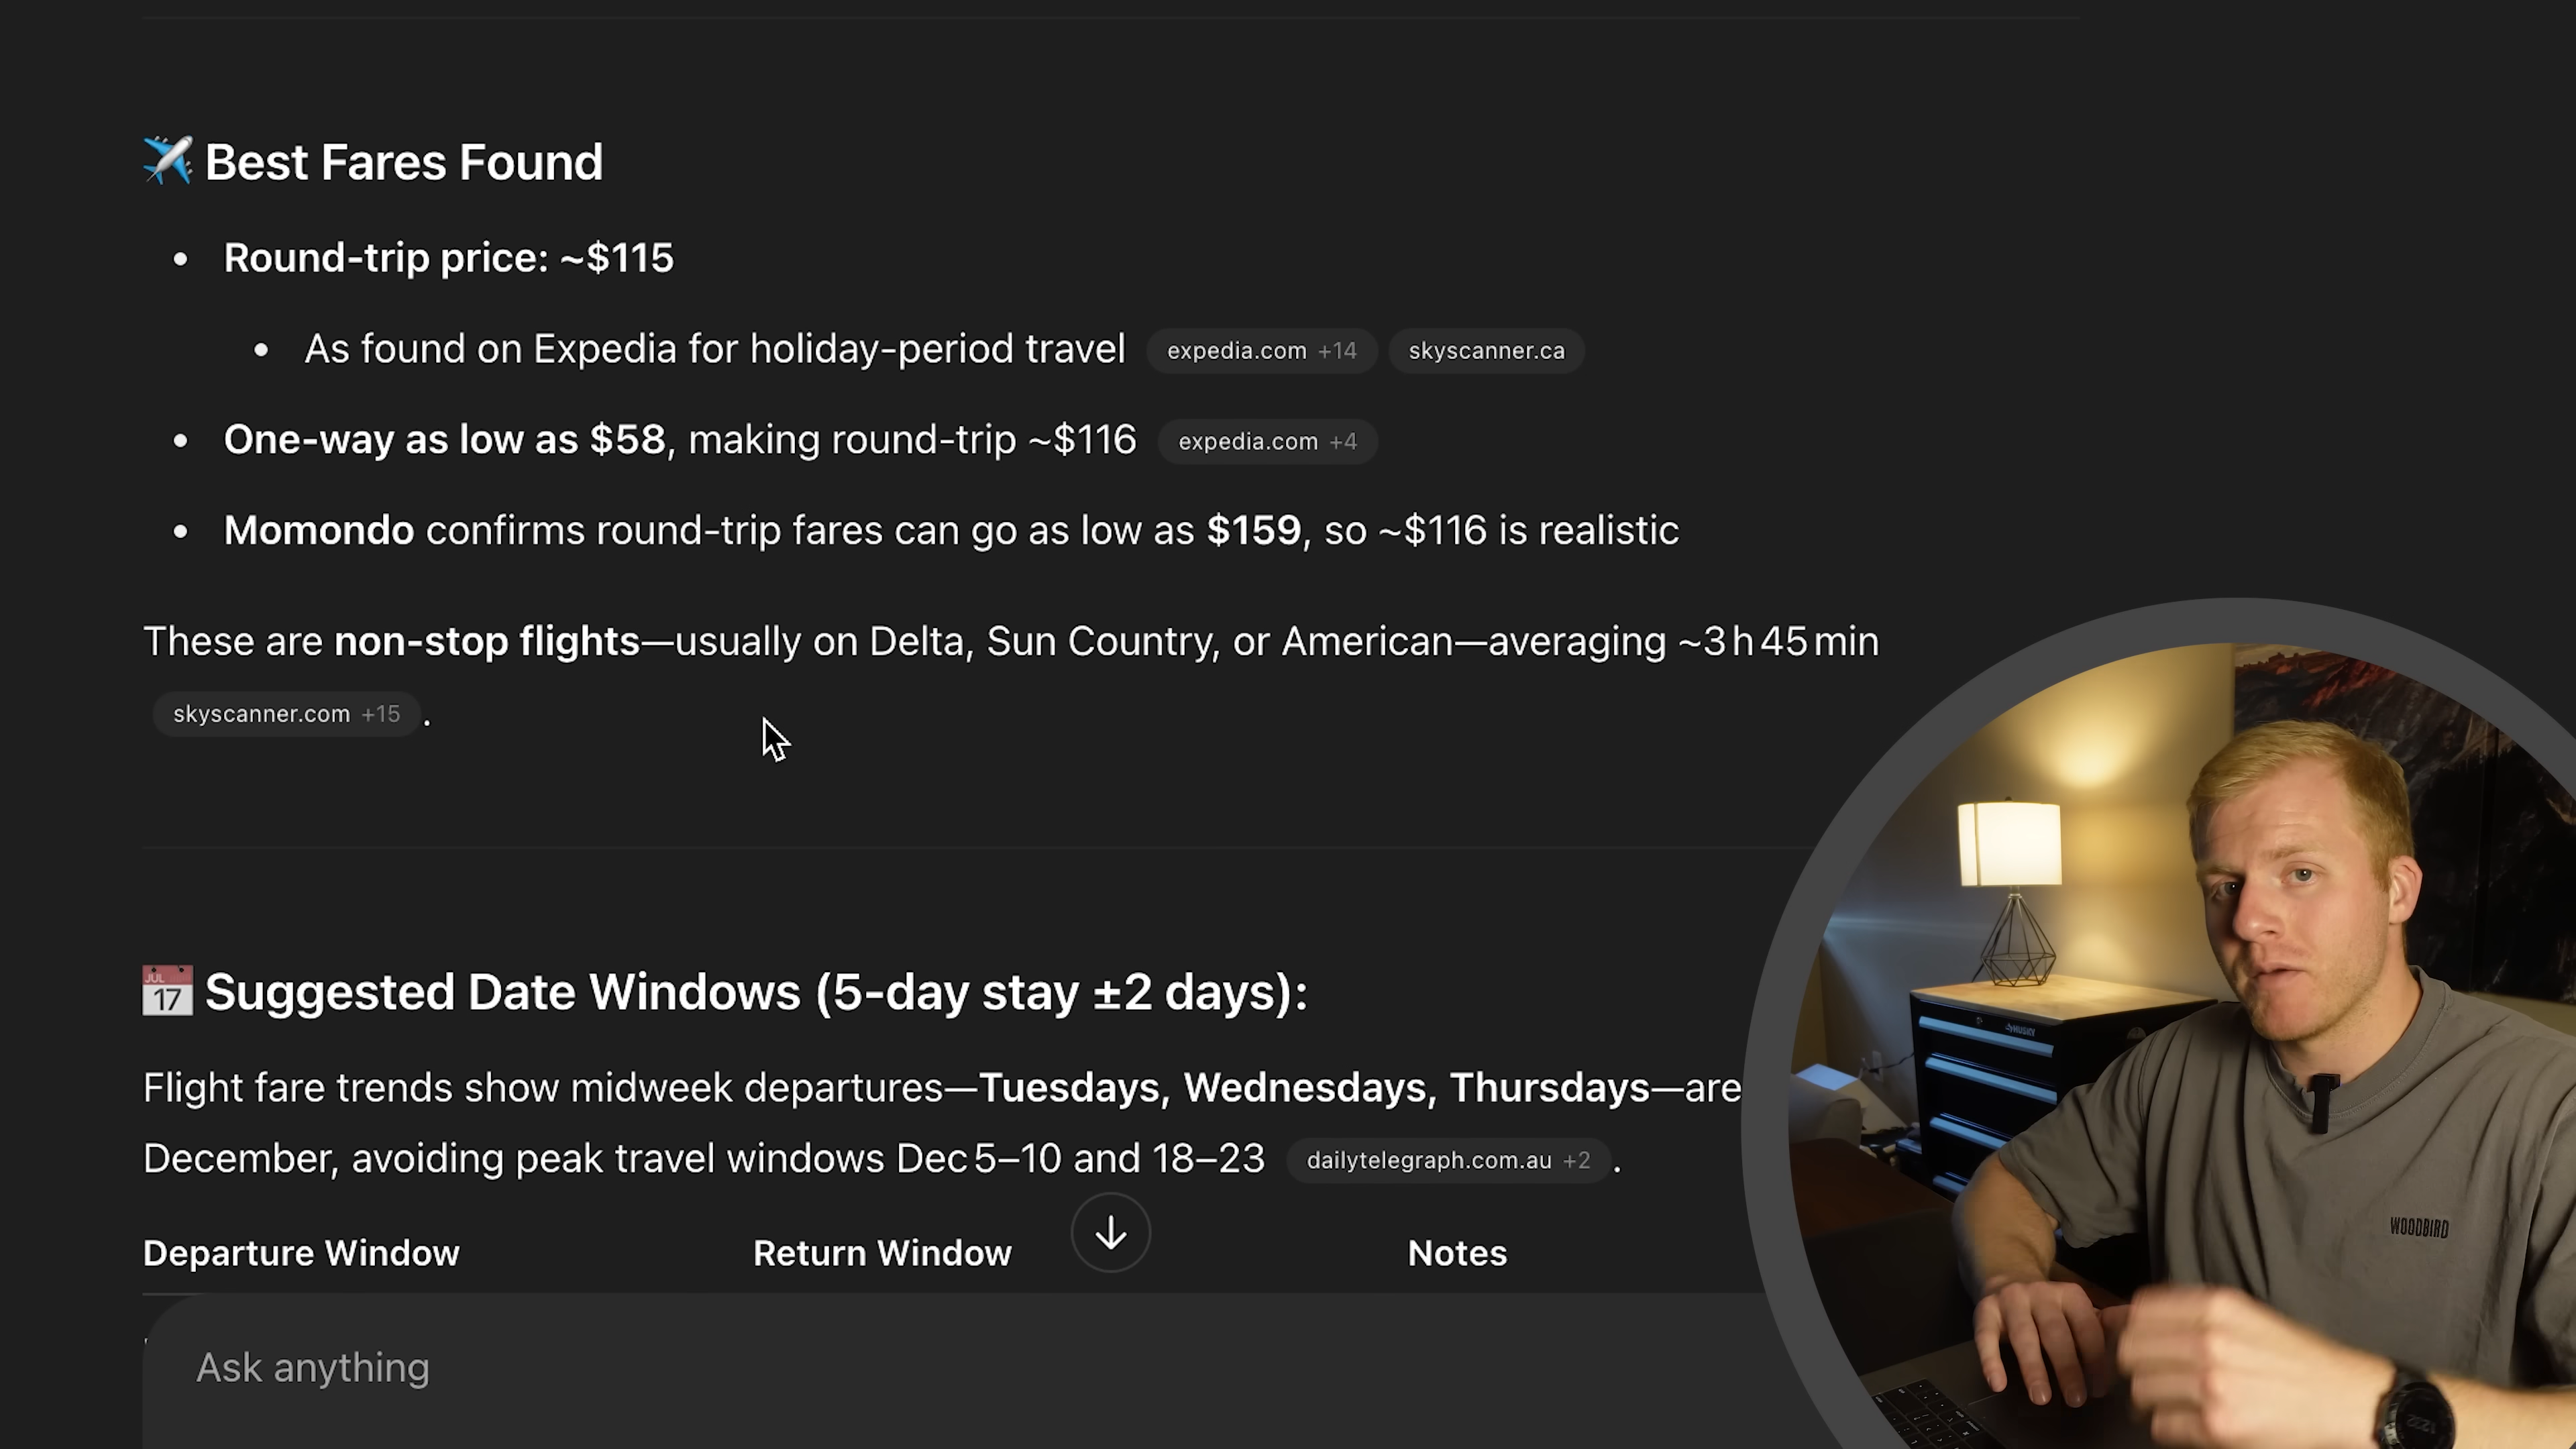 Best Fares Found
Round-trip price: ~$115
As found on Expedia for holiday-period travel expedia.com +14 skyscanner.ca
One-way as low as $58, making round-trip ~$116 expedia.com +4
Momondo confirms round-trip fares can go as low as $159, so ~$116 is realistic
These are non-stop flights—usually on Delta, Sun Country, or American—averaging ~3 h 45 min
skyscanner.com +15 .
JUL
17
Suggested Date Windows (5-day stay ±2 days):
Flight fare trends show midweek departures—Tuesdays, Wednesdays, Thursdays—are
December, avoiding peak travel windows Dec 5–10 and 18–23 dailytelegraph.com.au +2 .
Departure Window Return Window Notes
Ask anything
HUSKY
WOODBIRD